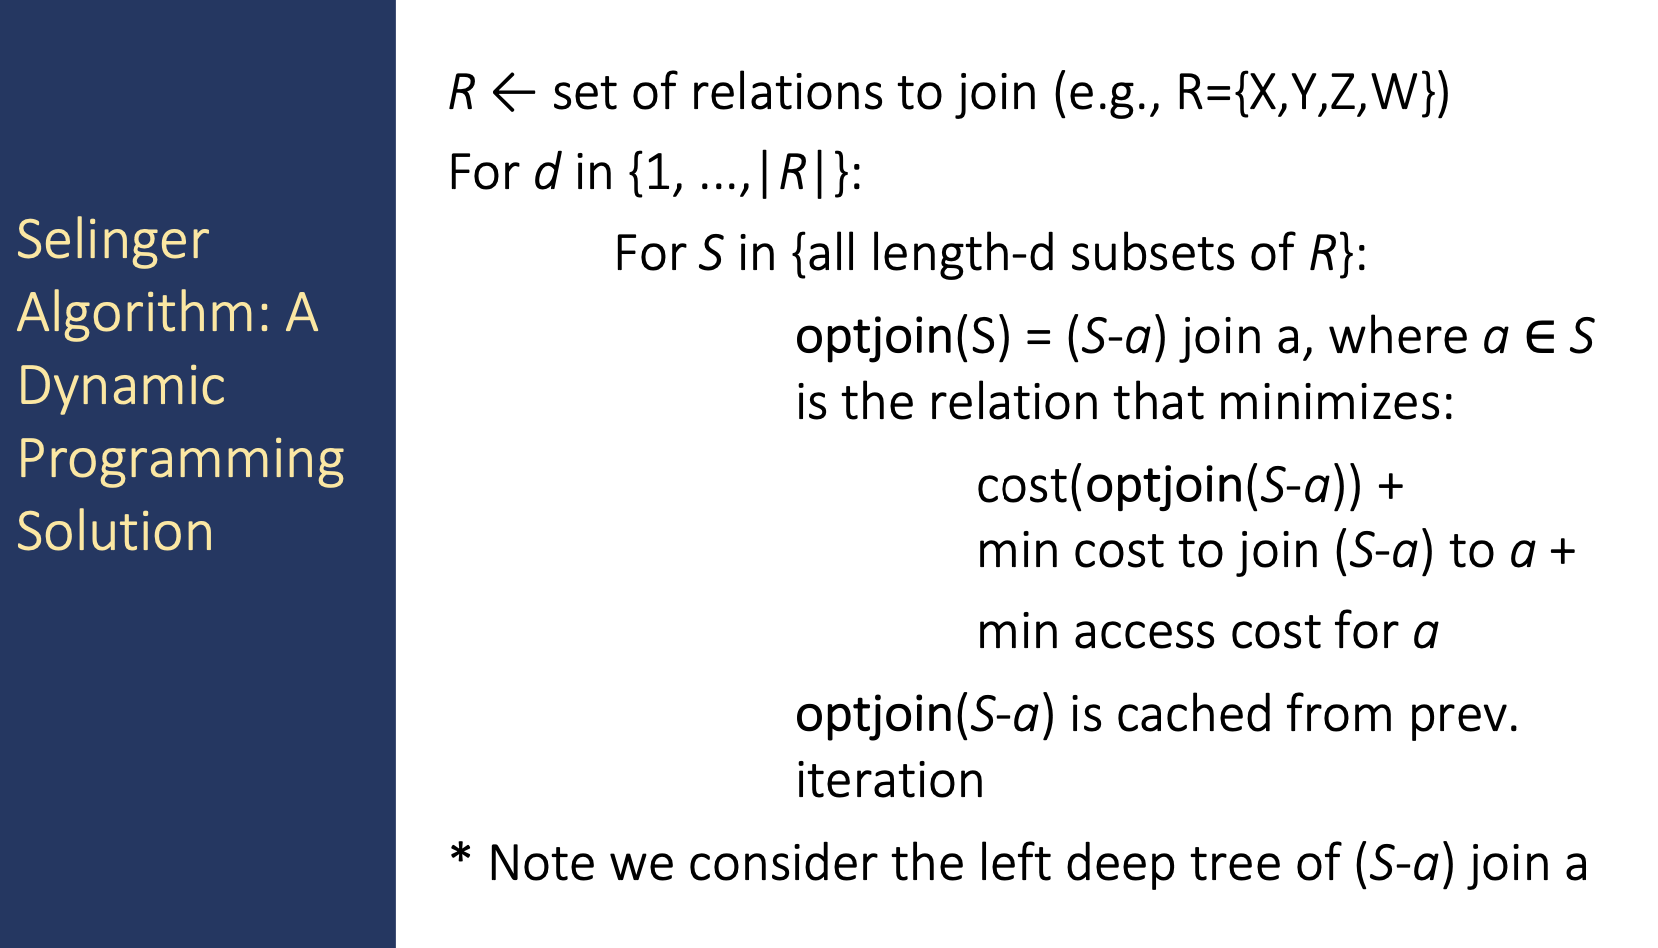 Selinger
Algorithm: A
Dynamic
Programming
Solution
R ← set of relations to join (e.g., R={X,Y,Z,W})
For d in {1, ...,|R|}:
For S in {all length-d subsets of R}:
optjoin(S) = (S-a) join a, where a ∈ S
is the relation that minimizes:
cost(optjoin(S-a)) +
min cost to join (S-a) to a +
min access cost for a
optjoin(S-a) is cached from prev.
iteration
* Note we consider the left deep tree of (S-a) join a